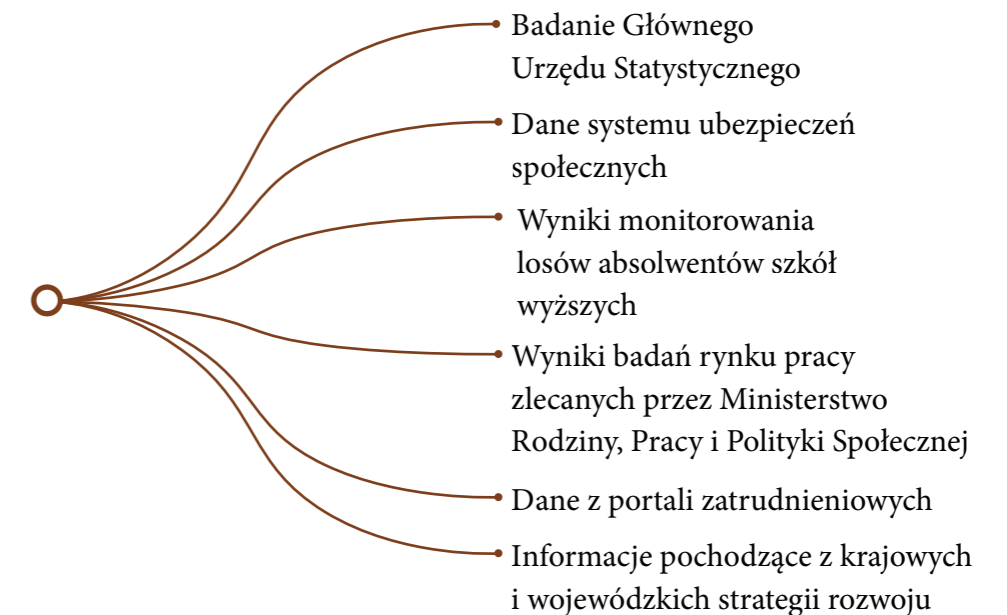 Badanie Głównego
Urzędu Statystycznego
Dane systemu ubezpieczeń
społecznych
Wyniki monitorowania
losów absolwentów szkół
wyższych
Wyniki badań rynku pracy
zlecanych przez Ministerstwo
Rodziny, Pracy i Polityki Społecznej
Dane z portali zatrudnieniowych
Informacje pochodzące z krajowych
i wojewódzkich strategii rozwoju